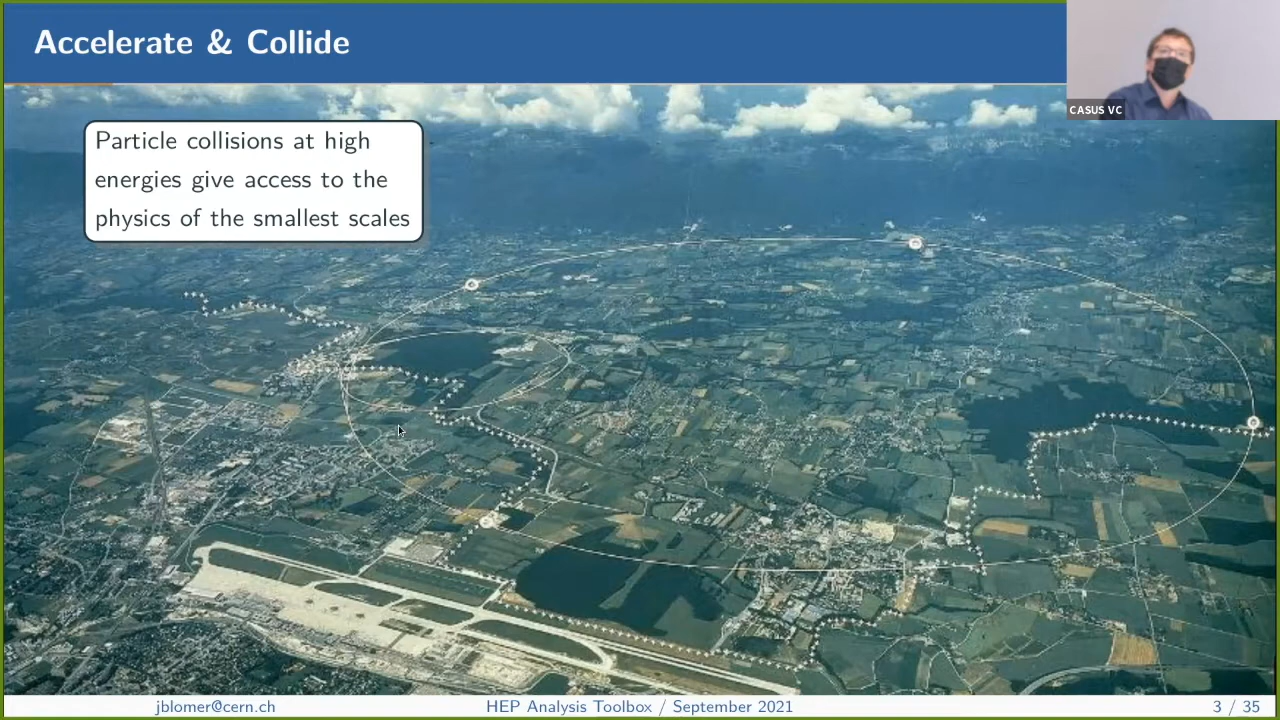 Accelerate & Collide
CASUS VC
Particle collisions at high
energies give access to the
physics of the smallest scales
jblomer@cern.ch
HEP Analysis Toolbox / September 2021
3 / 35